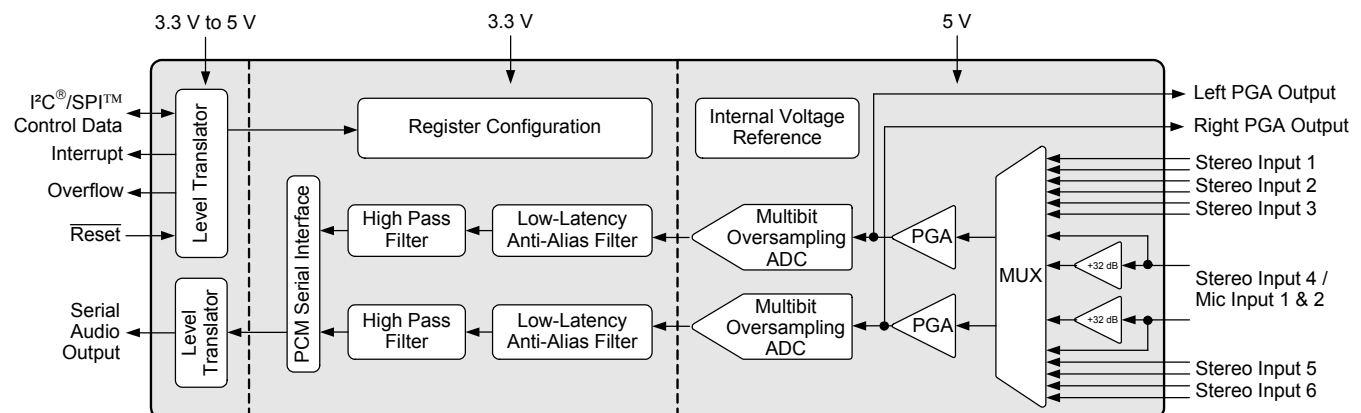 3.3 V to 5 V
3.3 V
5 V
I²C®/SPI™
Control Data
Interrupt
Overflow
Reset
Serial
Audio
Output
Level Translator
Level
Translator
Register Configuration
Internal Voltage
Reference
PCM Serial Interface
High Pass
Filter
Low-Latency
Anti-Alias Filter
Multibit
Oversampling
ADC
PGA
High Pass
Filter
Low-Latency
Anti-Alias Filter
Multibit
Oversampling
ADC
PGA
MUX
+32 dB
+32 dB
Left PGA Output
Right PGA Output
Stereo Input 1
Stereo Input 2
Stereo Input 3
Stereo Input 4 /
Mic Input 1 & 2
Stereo Input 5
Stereo Input 6